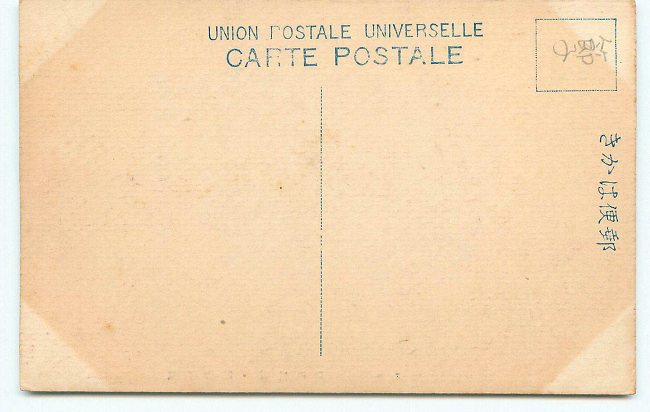 UNION POSTALE UNIVERSELLE
CARTE POSTALE
郵便はかき